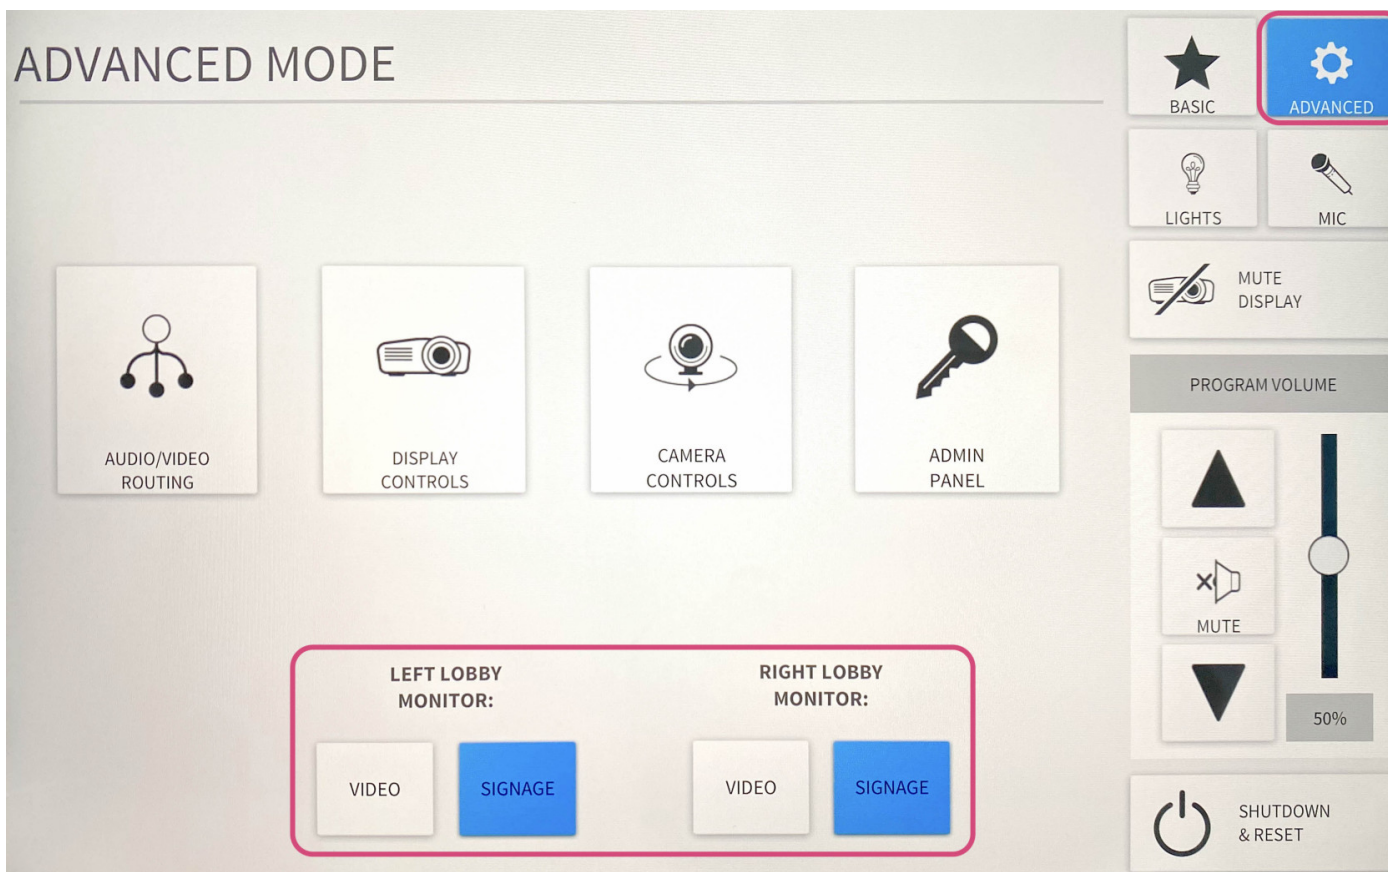 ADVANCED MODE
BASIC
ADVANCED
LIGHTS
MIC
MUTE
DISPLAY
AUDIO/VIDEO
ROUTING
DISPLAY
CONTROLS
CAMERA
CONTROLS
ADMIN
PANEL
PROGRAM VOLUME
MUTE
50%
LEFT LOBBY
MONITOR:
VIDEO
SIGNAGE
RIGHT LOBBY
MONITOR:
VIDEO
SIGNAGE
SHUTDOWN
& RESET